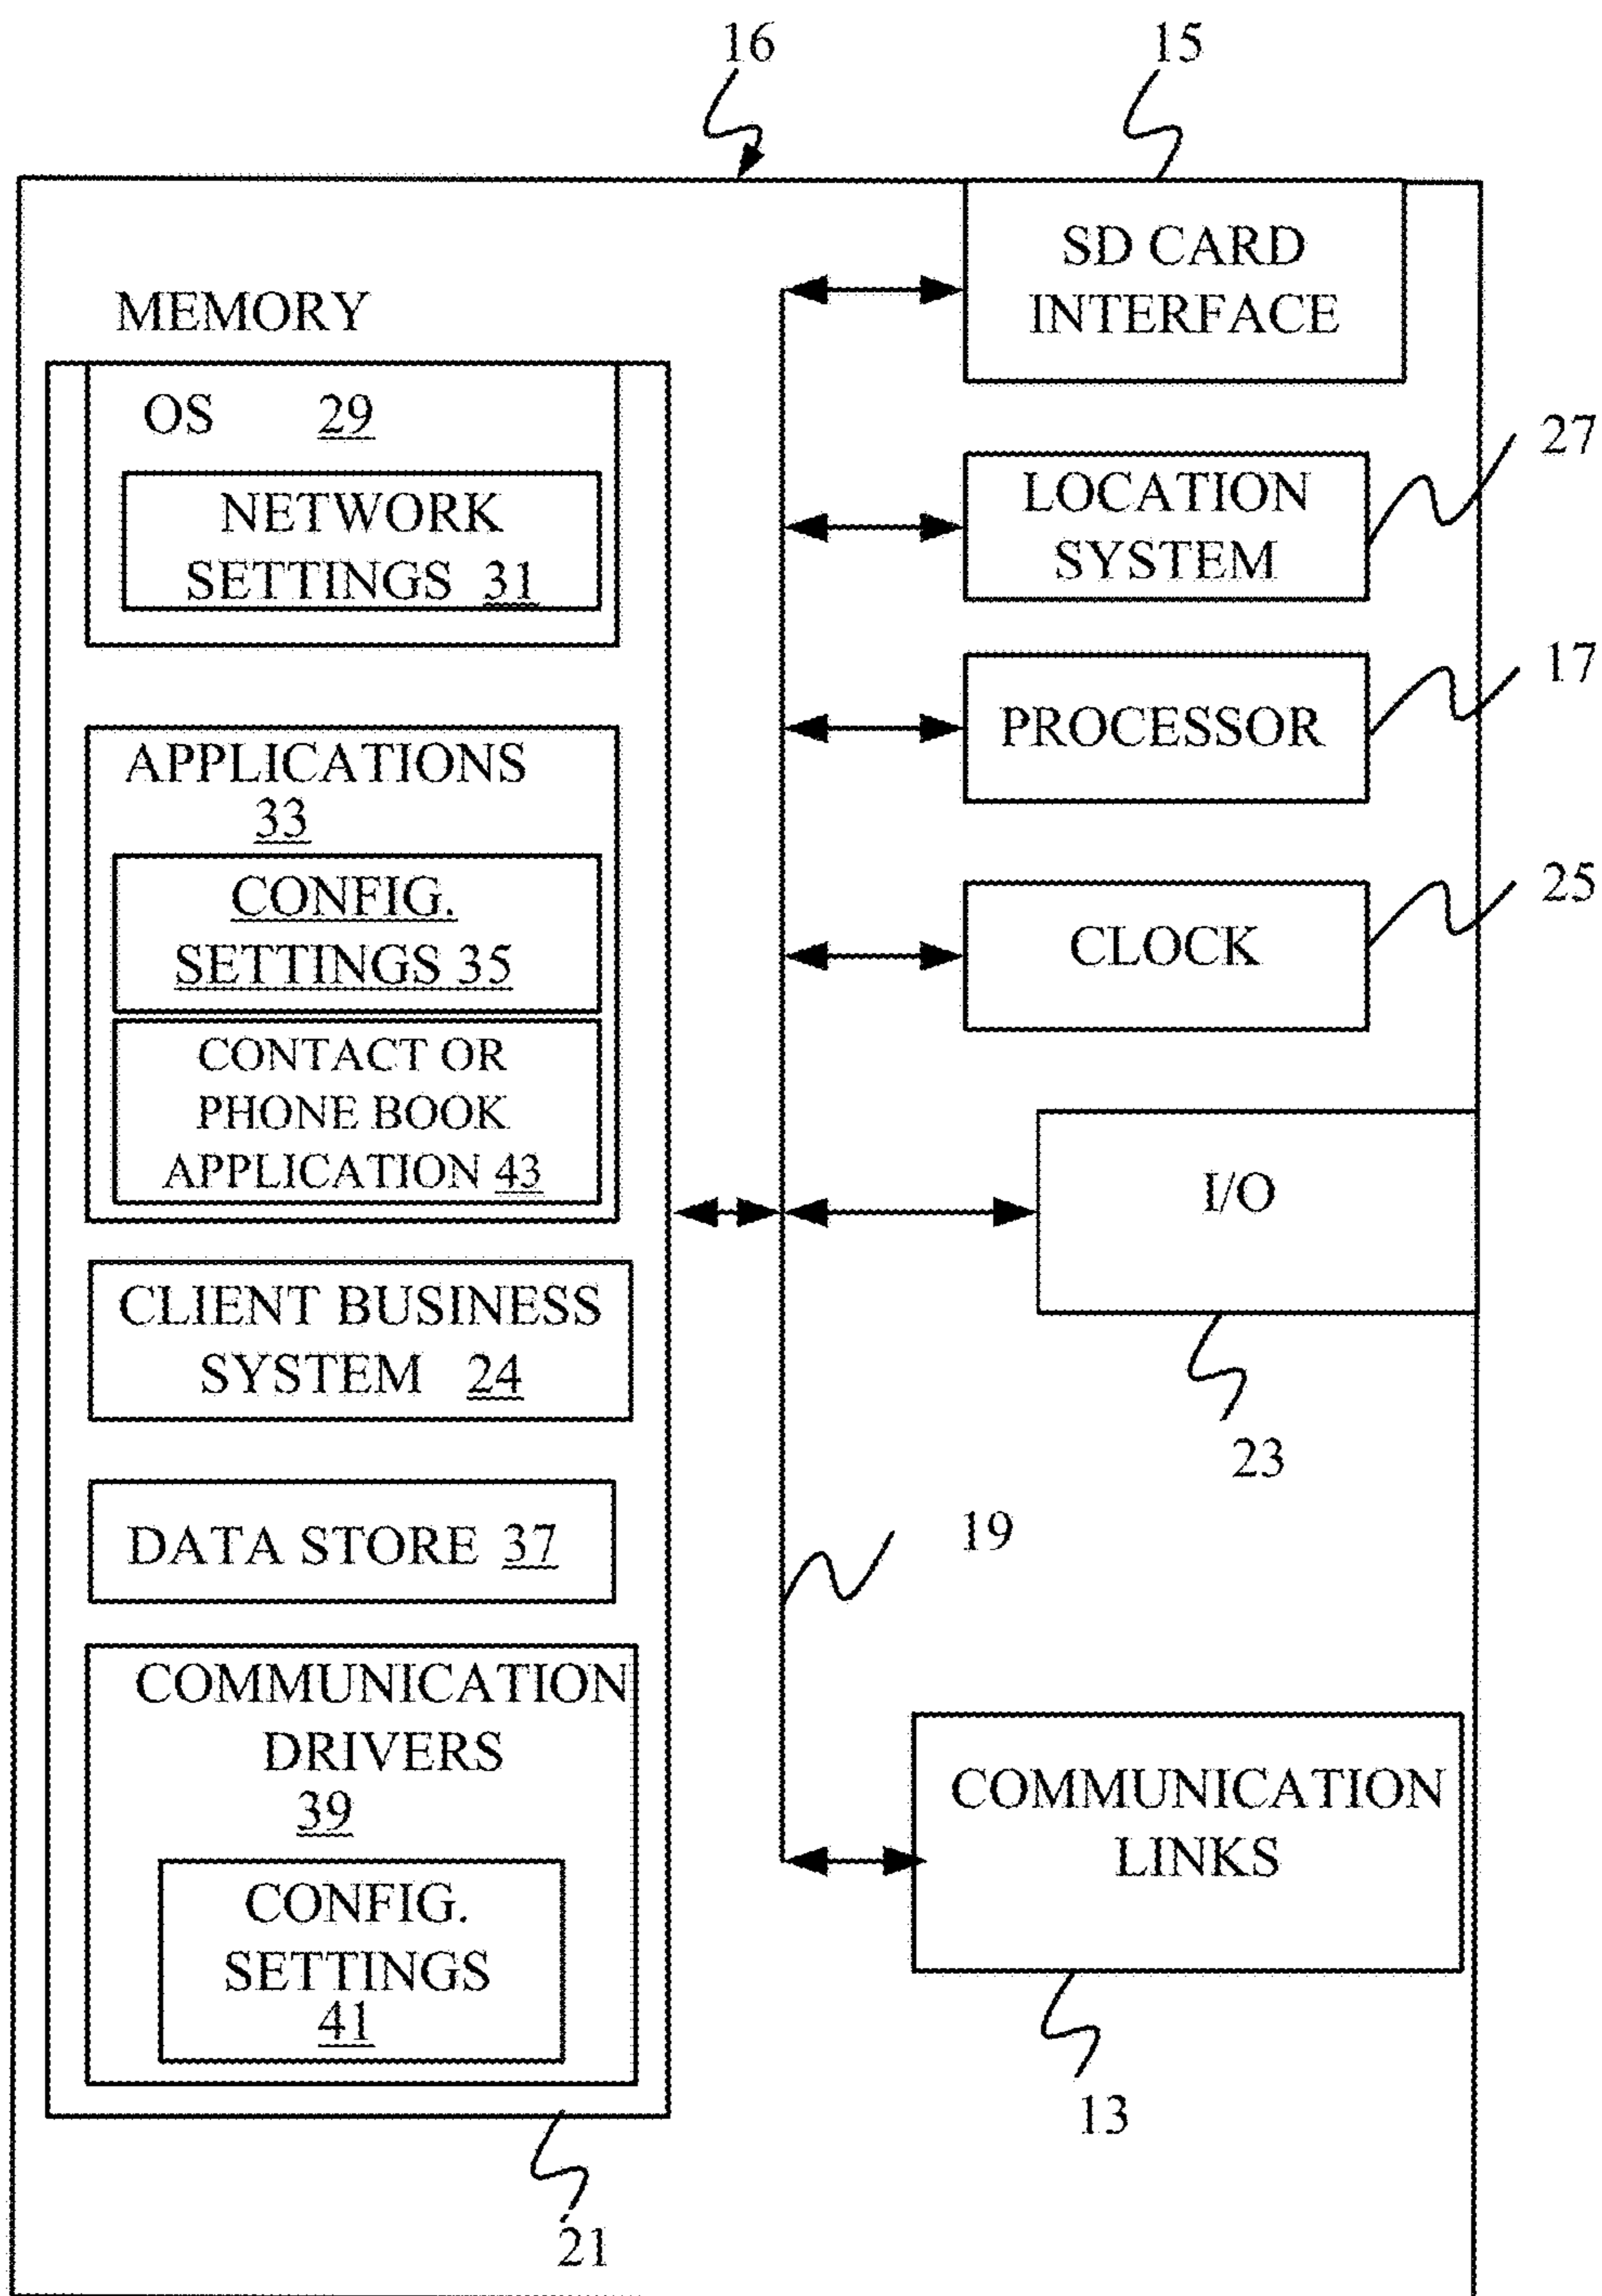 16
15
SD CARD
INTERFACE
MEMORY
OS 29
NETWORK
SETTINGS 31
27
LOCATION
SYSTEM
17
PROCESSOR
APPLICATIONS
33
CONFIG.
SETTINGS 35
25
CLOCK
CONTACT OR
PHONE BOOK
APPLICATION 43
I/O
CLIENT BUSINESS
SYSTEM 24
23
19
DATA STORE 37
COMMUNICATION
DRIVERS
39
COMMUNICATION
LINKS
CONFIG.
SETTINGS
41
13
21